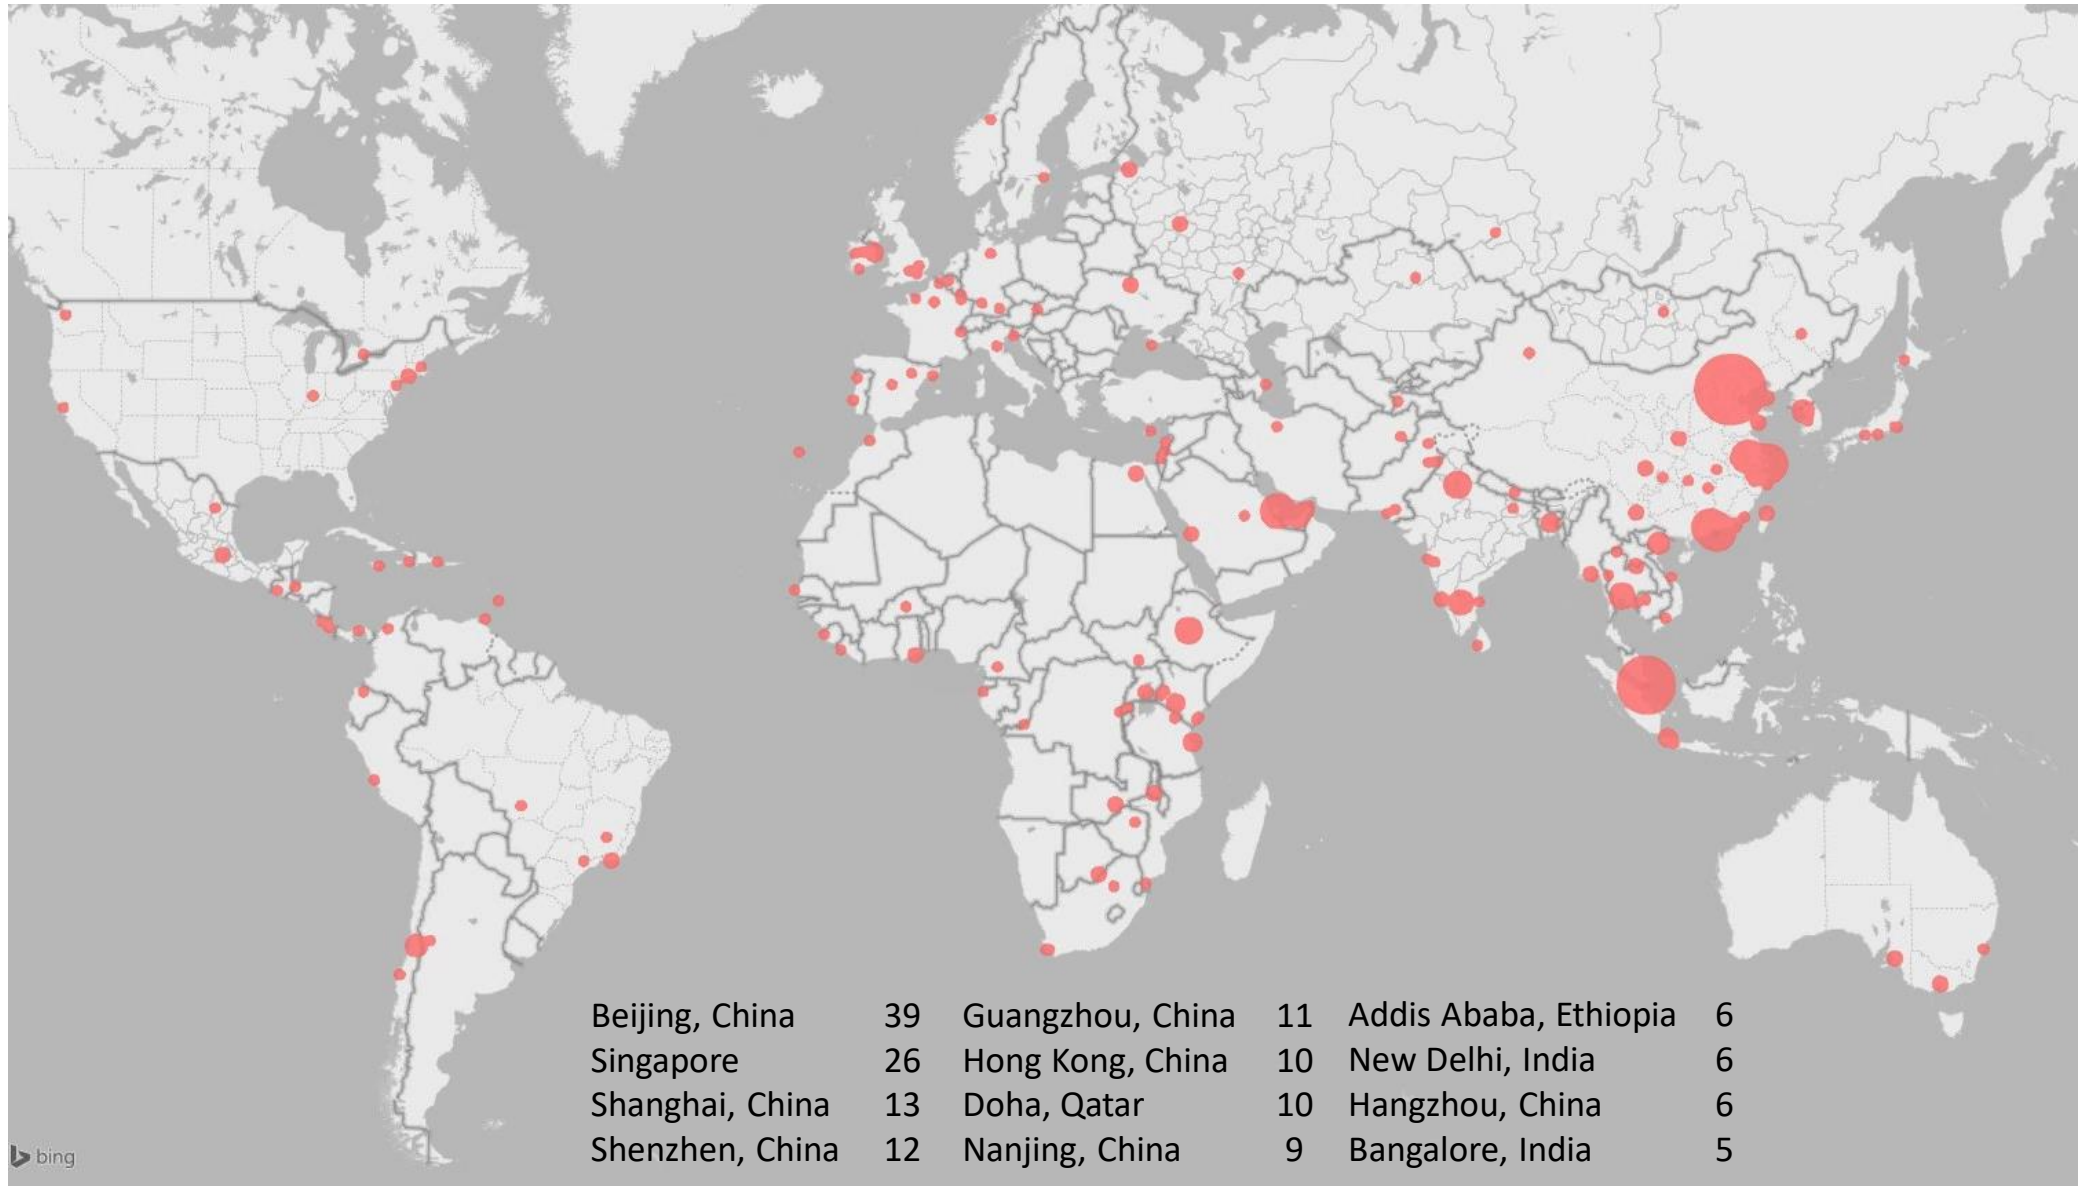 Beijing, China 39
Singapore 26
Shanghai, China 13
Shenzhen, China 12
Guangzhou, China 11
Hong Kong, China 10
Doha, Qatar 10
Nanjing, China 9
Addis Ababa, Ethiopia 6
New Delhi, India 6
Hangzhou, China 6
Bangalore, India 5
bing